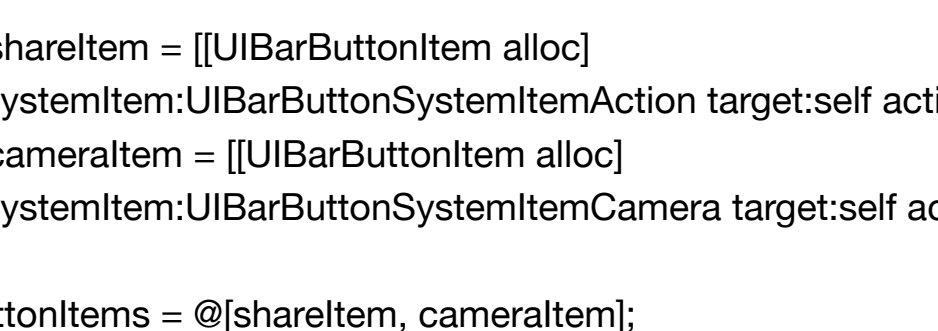 shareItem = [[UIBarButtonItem alloc]
ystemItem:UIBarButtonSystemItemAction target:self acti
cameraItem = [[UIBarButtonItem alloc]
ystemItem:UIBarButtonSystemItemCamera target:self ac
ttonItems = @[shareItem, cameraItem];